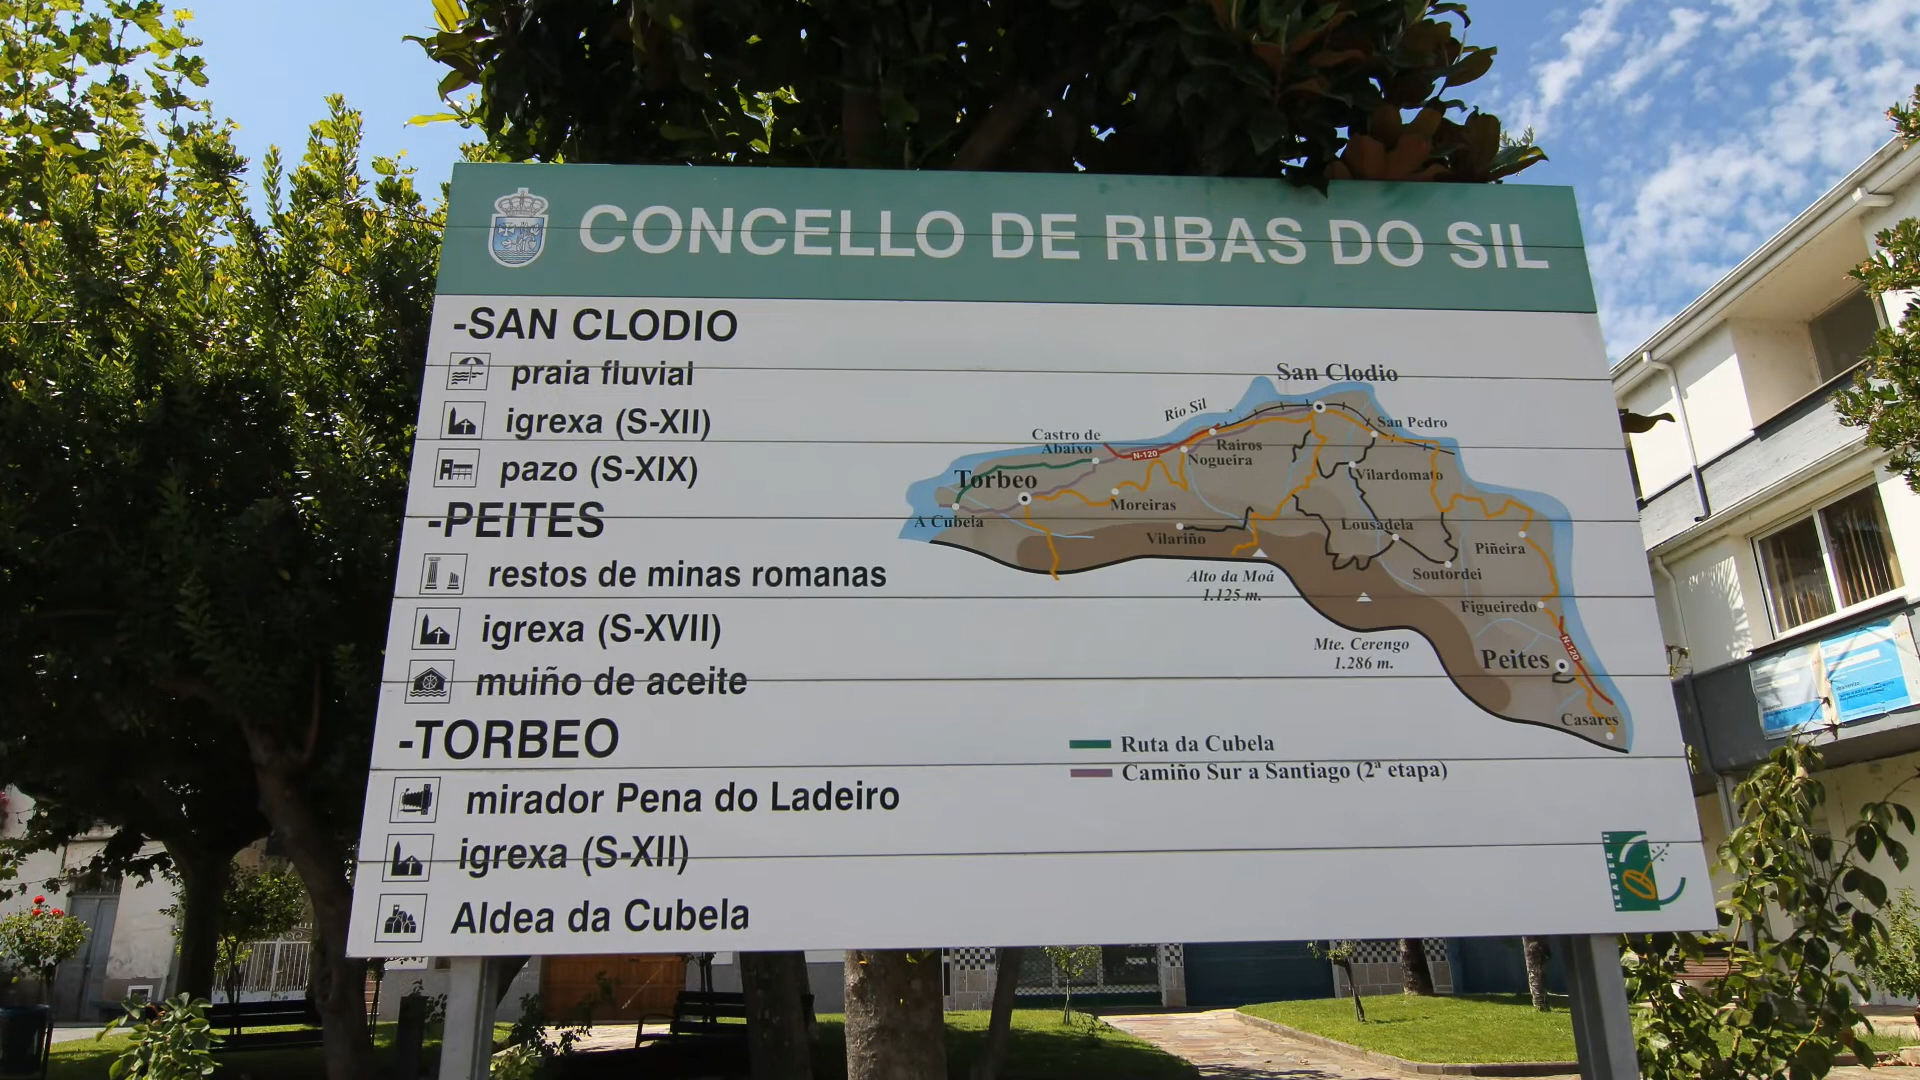 CONCELLO DE RIBAS DO SIL
-SAN CLODIO
praia fluvial
igrexa (S-XII)
pazo (S-XIX)
-PEITES
restos de minas romanas
igrexa (S-XVII)
muiño de aceite
-TORBEO
mirador Pena do Ladeiro
igrexa (S-XII)
Aldea da Cubela
San Clodio
Río Sil
San Pedro
Castro de
Abaixo
N-120
Rairos
Nogueira
Vilardomato
Torbeo
Moreiras
A Cubela
Lousadela
Vilariño
Piñeira
Alto da Moá
1.125 m.
Soutordei
Figueiredo
N-120
Mte. Cerengo
1.286 m.
Peites
Casares
Ruta da Cubela
Camiño Sur a Santiago (2ª etapa)
LEADER II